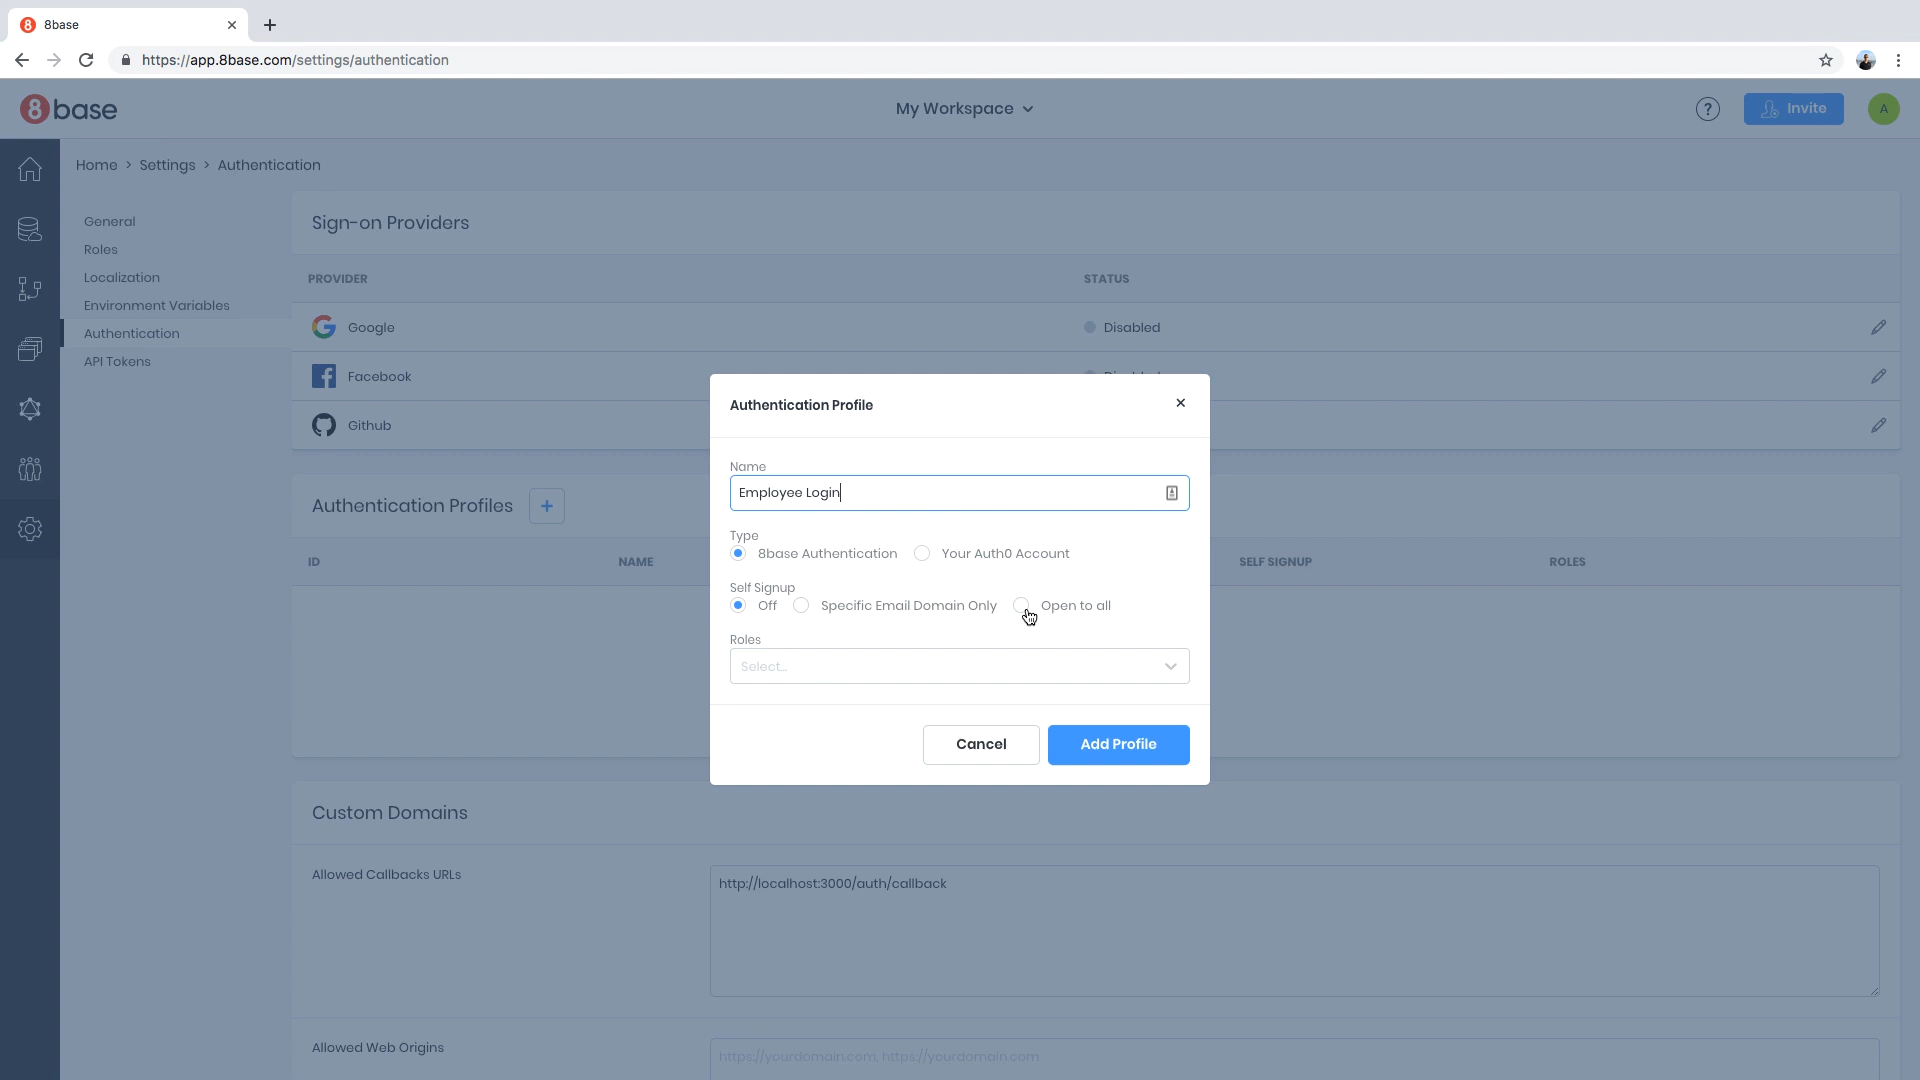 8base
https://app.8base.com/settings/authentication
8base
My Workspace
?
Invite
A
Home > Settings > Authentication
General
Roles
Localization
Environment Variables
Authentication
API Tokens
Sign-on Providers
PROVIDER STATUS
Google Disabled
Facebook
Github
Authentication Profiles +
ID NAME SELF SIGNUP ROLES
Authentication Profile
Name
Employee Login
Type
8base Authentication Your Auth0 Account
Self Signup
Off Specific Email Domain Only Open to all
Roles
Select...
Cancel Add Profile
Custom Domains
Allowed Callbacks URLs
http://localhost:3000/auth/callback
Allowed Web Origins
https://yourdomain.com, https://yourdomain.com